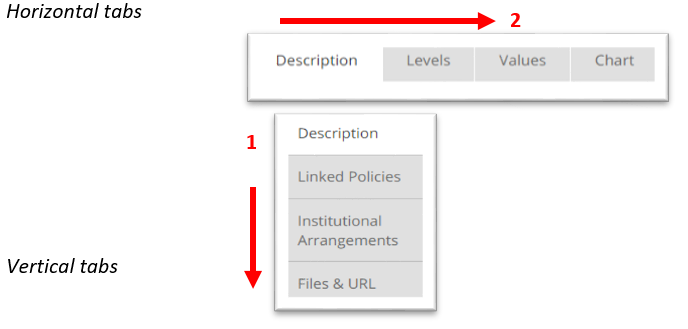 Horizontal tabs
2
Description Levels Values Chart
1
Description
Linked Policies
Institutional
Arrangements
Vertical tabs
Files & URL